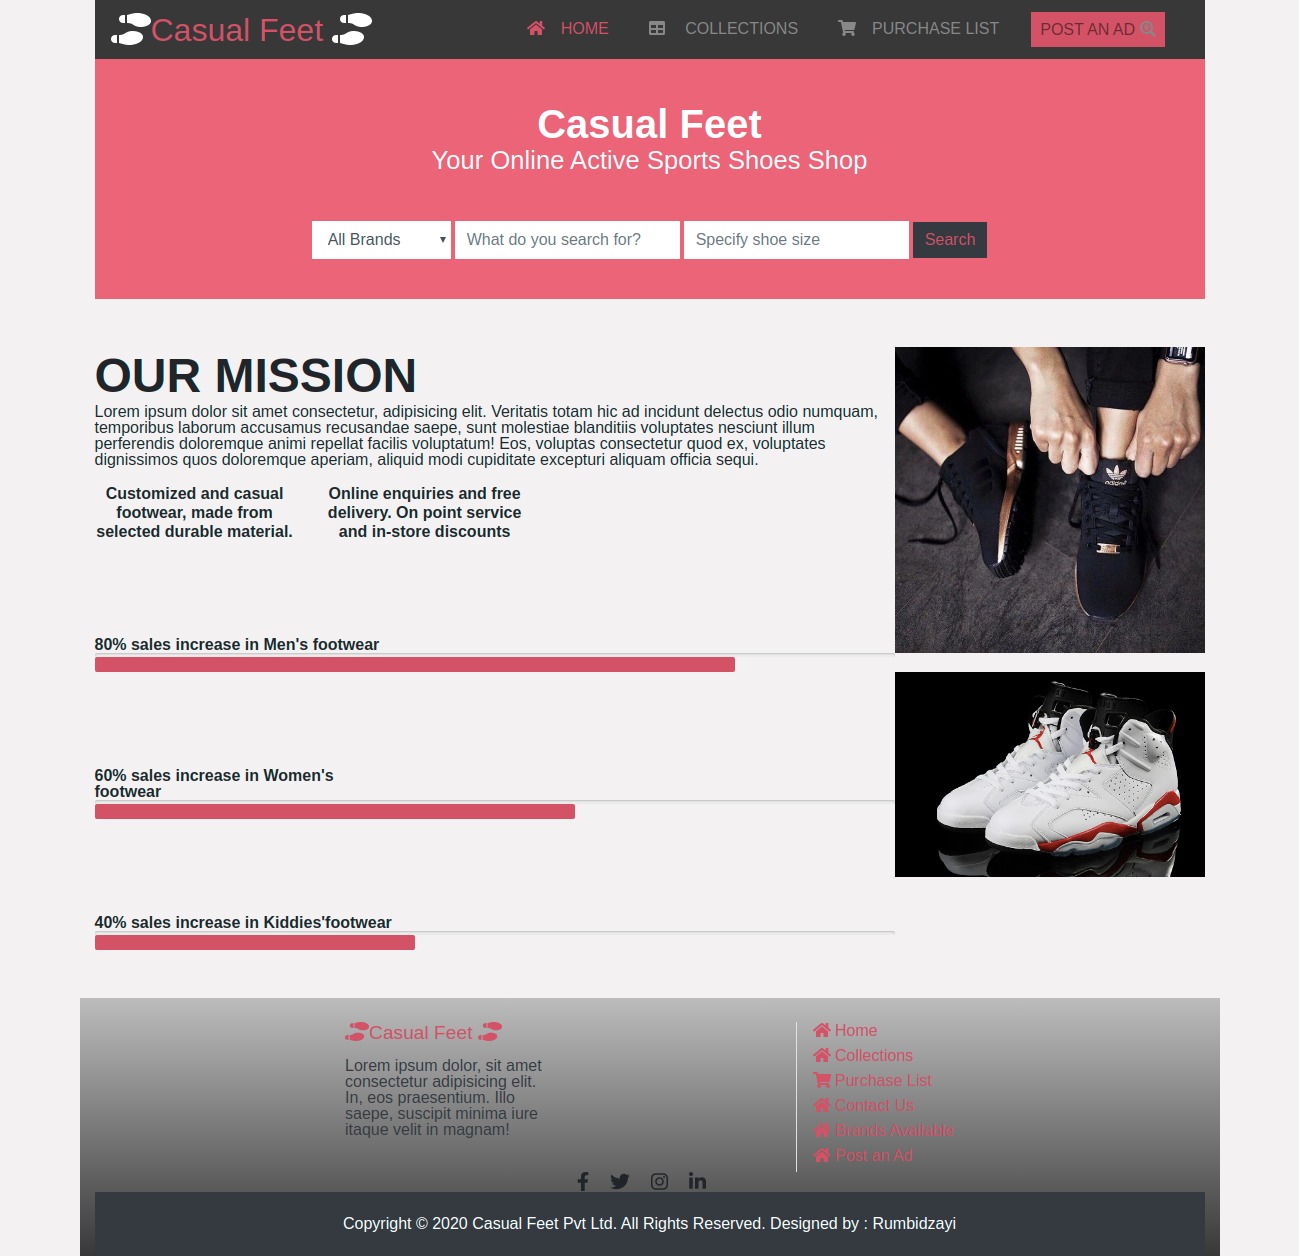 Casual Feet
HOME
COLLECTIONS
PURCHASE LIST
POST AN AD
Casual Feet
Your Online Active Sports Shoes Shop
All Brands
What do you search for?
Specify shoe size
Search
OUR MISSION
Lorem ipsum dolor sit amet consectetur, adipisicing elit. Veritatis totam hic ad incidunt delectus odio numquam,
temporibus laborum accusamus recusandae saepe, sunt molestiae blanditiis voluptates nesciunt illum
perferendis doloremque animi repellat facilis voluptatum! Eos, voluptas consectetur quod ex, voluptates
dignissimos quos doloremque aperiam, aliquid modi cupiditate excepturi aliquam officia sequi.
Customized and casual
footwear, made from
selected durable material.
Online enquiries and free
delivery. On point service
and in-store discounts
adidas
80% sales increase in Men's footwear
60% sales increase in Women's
footwear
40% sales increase in Kiddies'footwear
Casual Feet
Lorem ipsum dolor, sit amet
consectetur adipisicing elit.
In, eos praesentium. Illo
saepe, suscipit minima iure
itaque velit in magnam!
Home
Collections
Purchase List
Contact Us
Brands Available
Post an Ad
Copyright © 2020 Casual Feet Pvt Ltd. All Rights Reserved. Designed by : Rumbidzayi